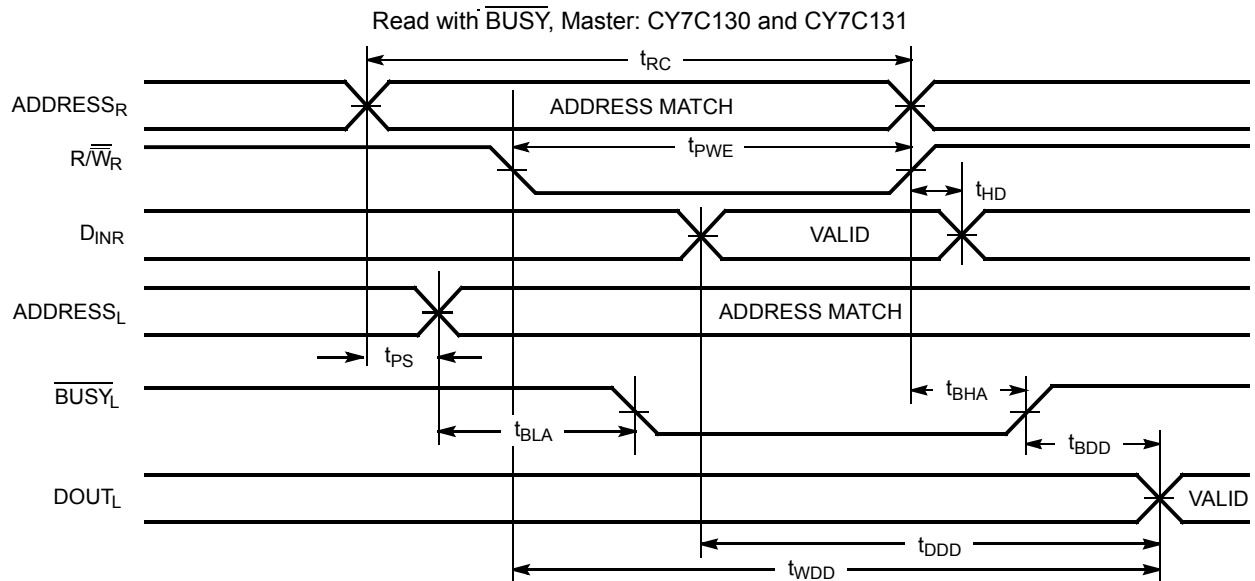 Read with BUSY, Master: CY7C130 and CY7C131
tRC
ADDRESSR
ADDRESS MATCH
tPWE
R/WR
tHD
DINR
VALID
ADDRESSL
ADDRESS MATCH
tPS
BUSYL
tBHA
tBLA
tBDD
DOUTL
VALID
tDDD
tWDD